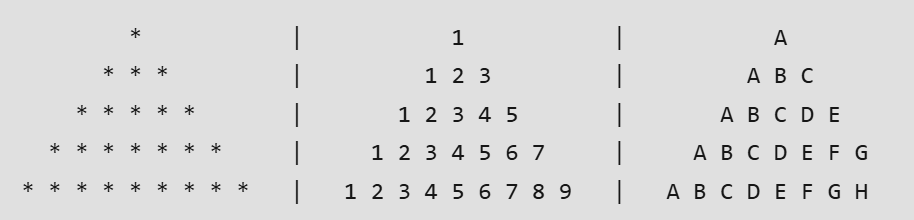 * | 1 | A
* * * | 1 2 3 | A B C
* * * * * | 1 2 3 4 5 | A B C D E
* * * * * * * | 1 2 3 4 5 6 7 | A B C D E F G
* * * * * * * * * | 1 2 3 4 5 6 7 8 9 | A B C D E F G H